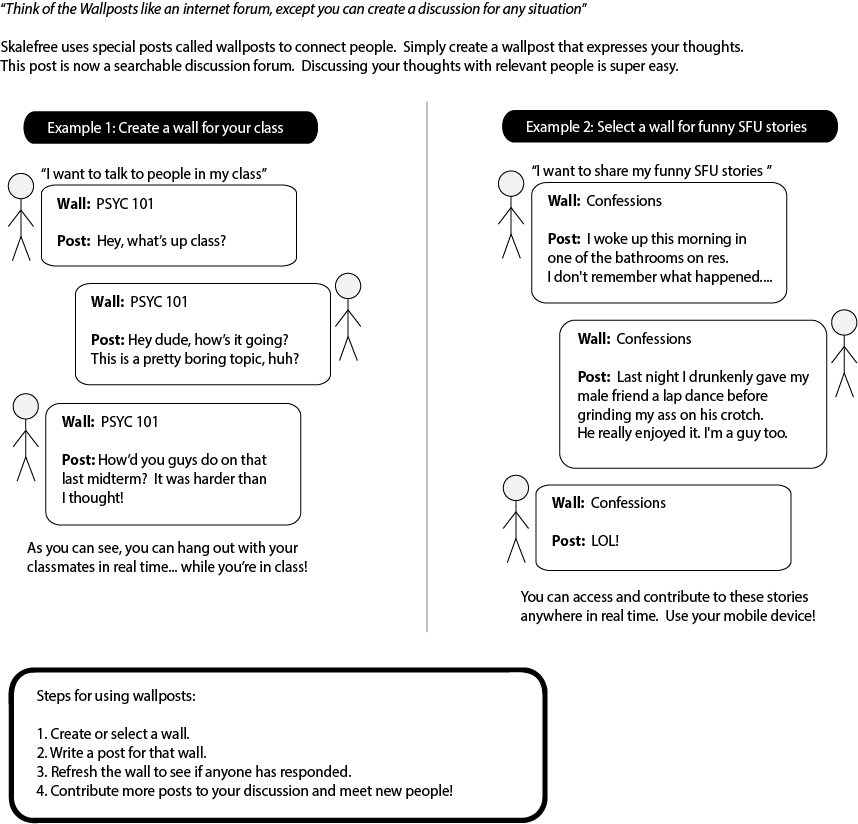 “Think of the Wallposts like an internet forum, except you can create a discussion for any situation”
Skalefree uses special posts called wallposts to connect people.  Simply create a wallpost that expresses your thoughts.
This post is now a searchable discussion forum.  Discussing your thoughts with relevant people is super easy.
Example 1: Create a wall for your class
“I want to talk to people in my class”
Wall:  PSYC 101
Post:  Hey, what’s up class?
Wall:  PSYC 101
Post: Hey dude, how’s it going?
This is a pretty boring topic, huh?
Wall:  PSYC 101
Post: How’d you guys do on that
last midterm?  It was harder than
I thought!
As you can see, you can hang out with your
classmates in real time... while you’re in class!
Example 2: Select a wall for funny SFU stories
“I want to share my funny SFU stories ”
Wall:  Confessions
Post:  I woke up this morning in
one of the bathrooms on res.
I don't remember what happened....
Wall:  Confessions
Post:  Last night I drunkenly gave my
male friend a lap dance before
grinding my ass on his crotch.
He really enjoyed it. I'm a guy too.
Wall:  Confessions
Post:  LOL!
You can access and contribute to these stories
anywhere in real time.  Use your mobile device!
Steps for using wallposts:
1. Create or select a wall.
2. Write a post for that wall.
3. Refresh the wall to see if anyone has responded.
4. Contribute more posts to your discussion and meet new people!